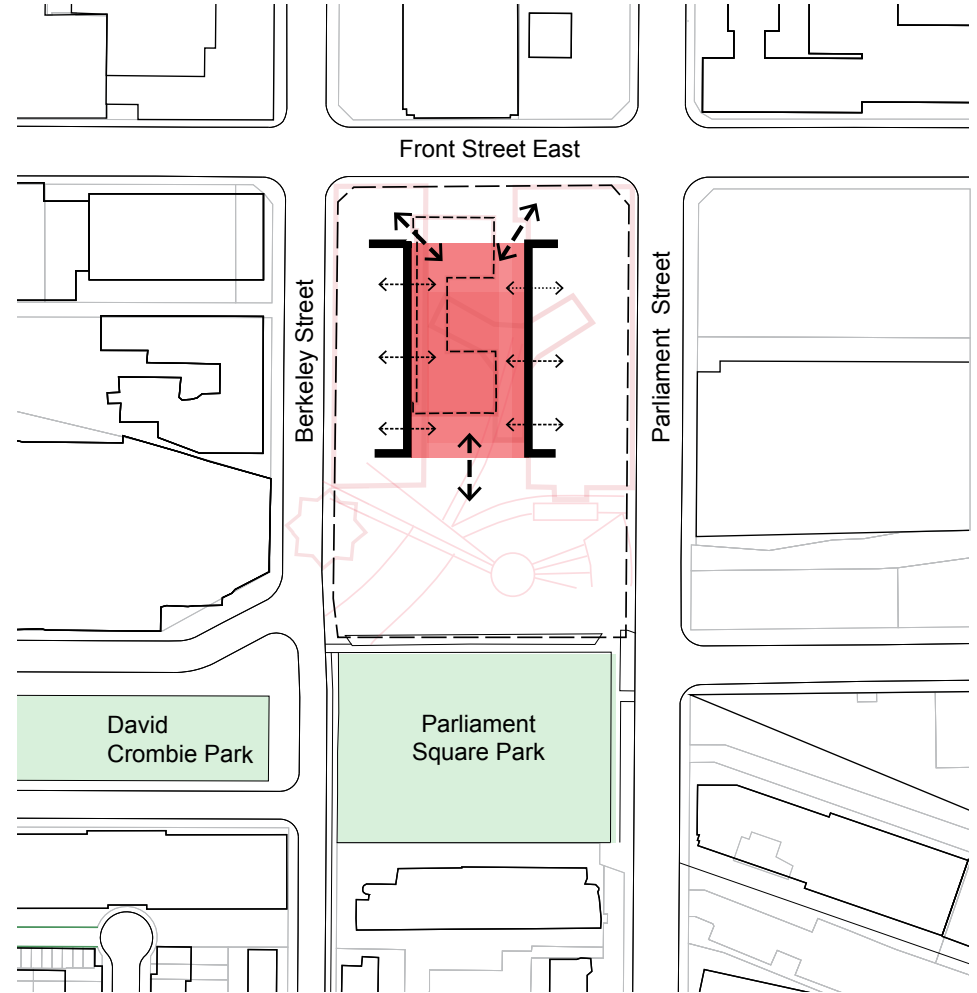 Front Street East
Berkeley Street
Parliament Street
David
Crombie Park
Parliament
Square Park